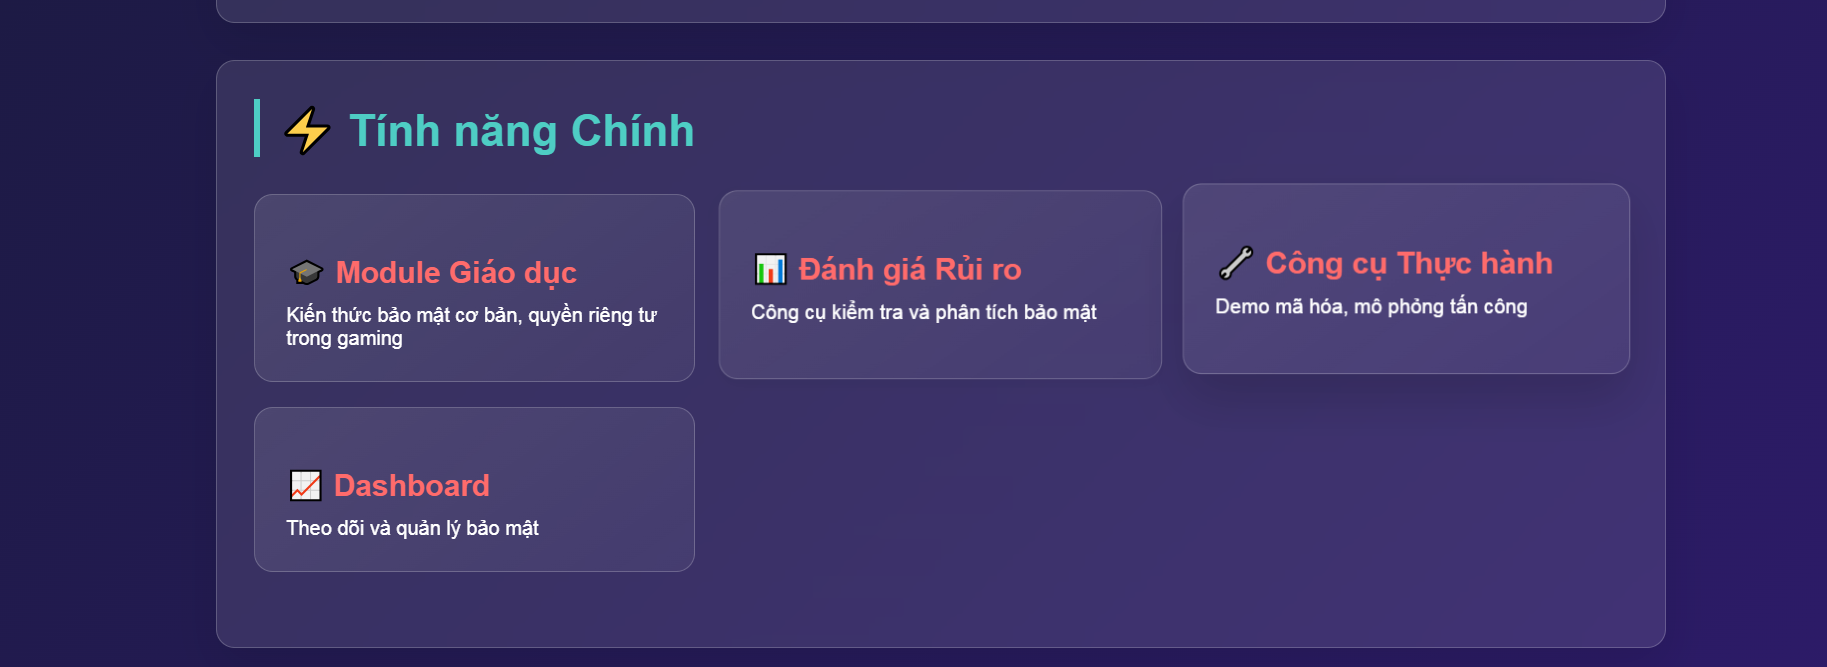 ⚡ Tính năng Chính
🎓 Module Giáo dục
Kiến thức bảo mật cơ bản, quyền riêng tư
trong gaming
📊 Đánh giá Rủi ro
Công cụ kiểm tra và phân tích bảo mật
🔧 Công cụ Thực hành
Demo mã hóa, mô phỏng tấn công
📈 Dashboard
Theo dõi và quản lý bảo mật